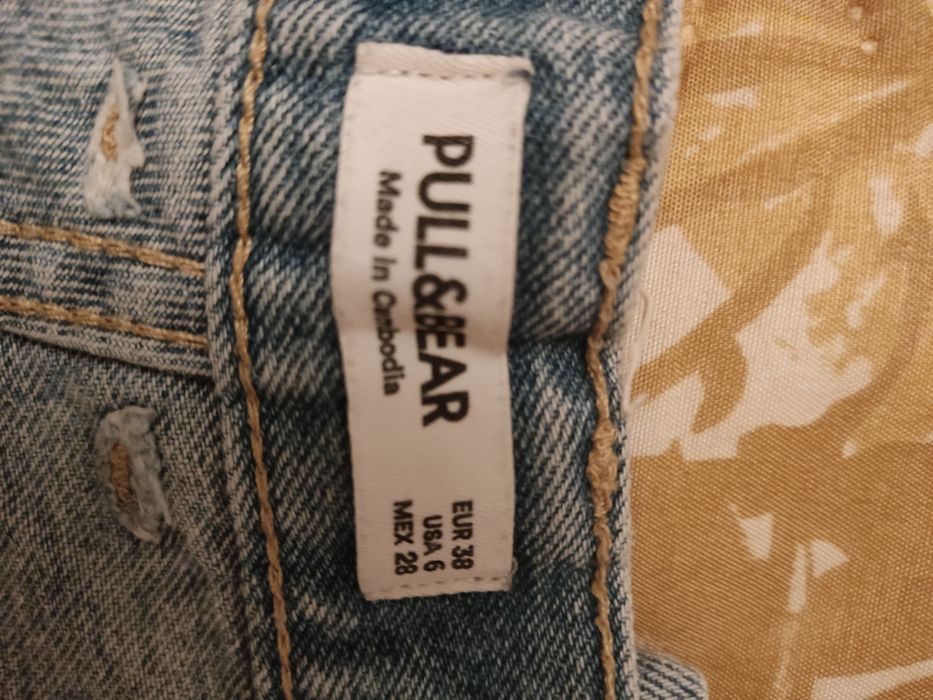 PULL&BEAR
Made in Cambodia
EUR 38
USA 6
MEX 28